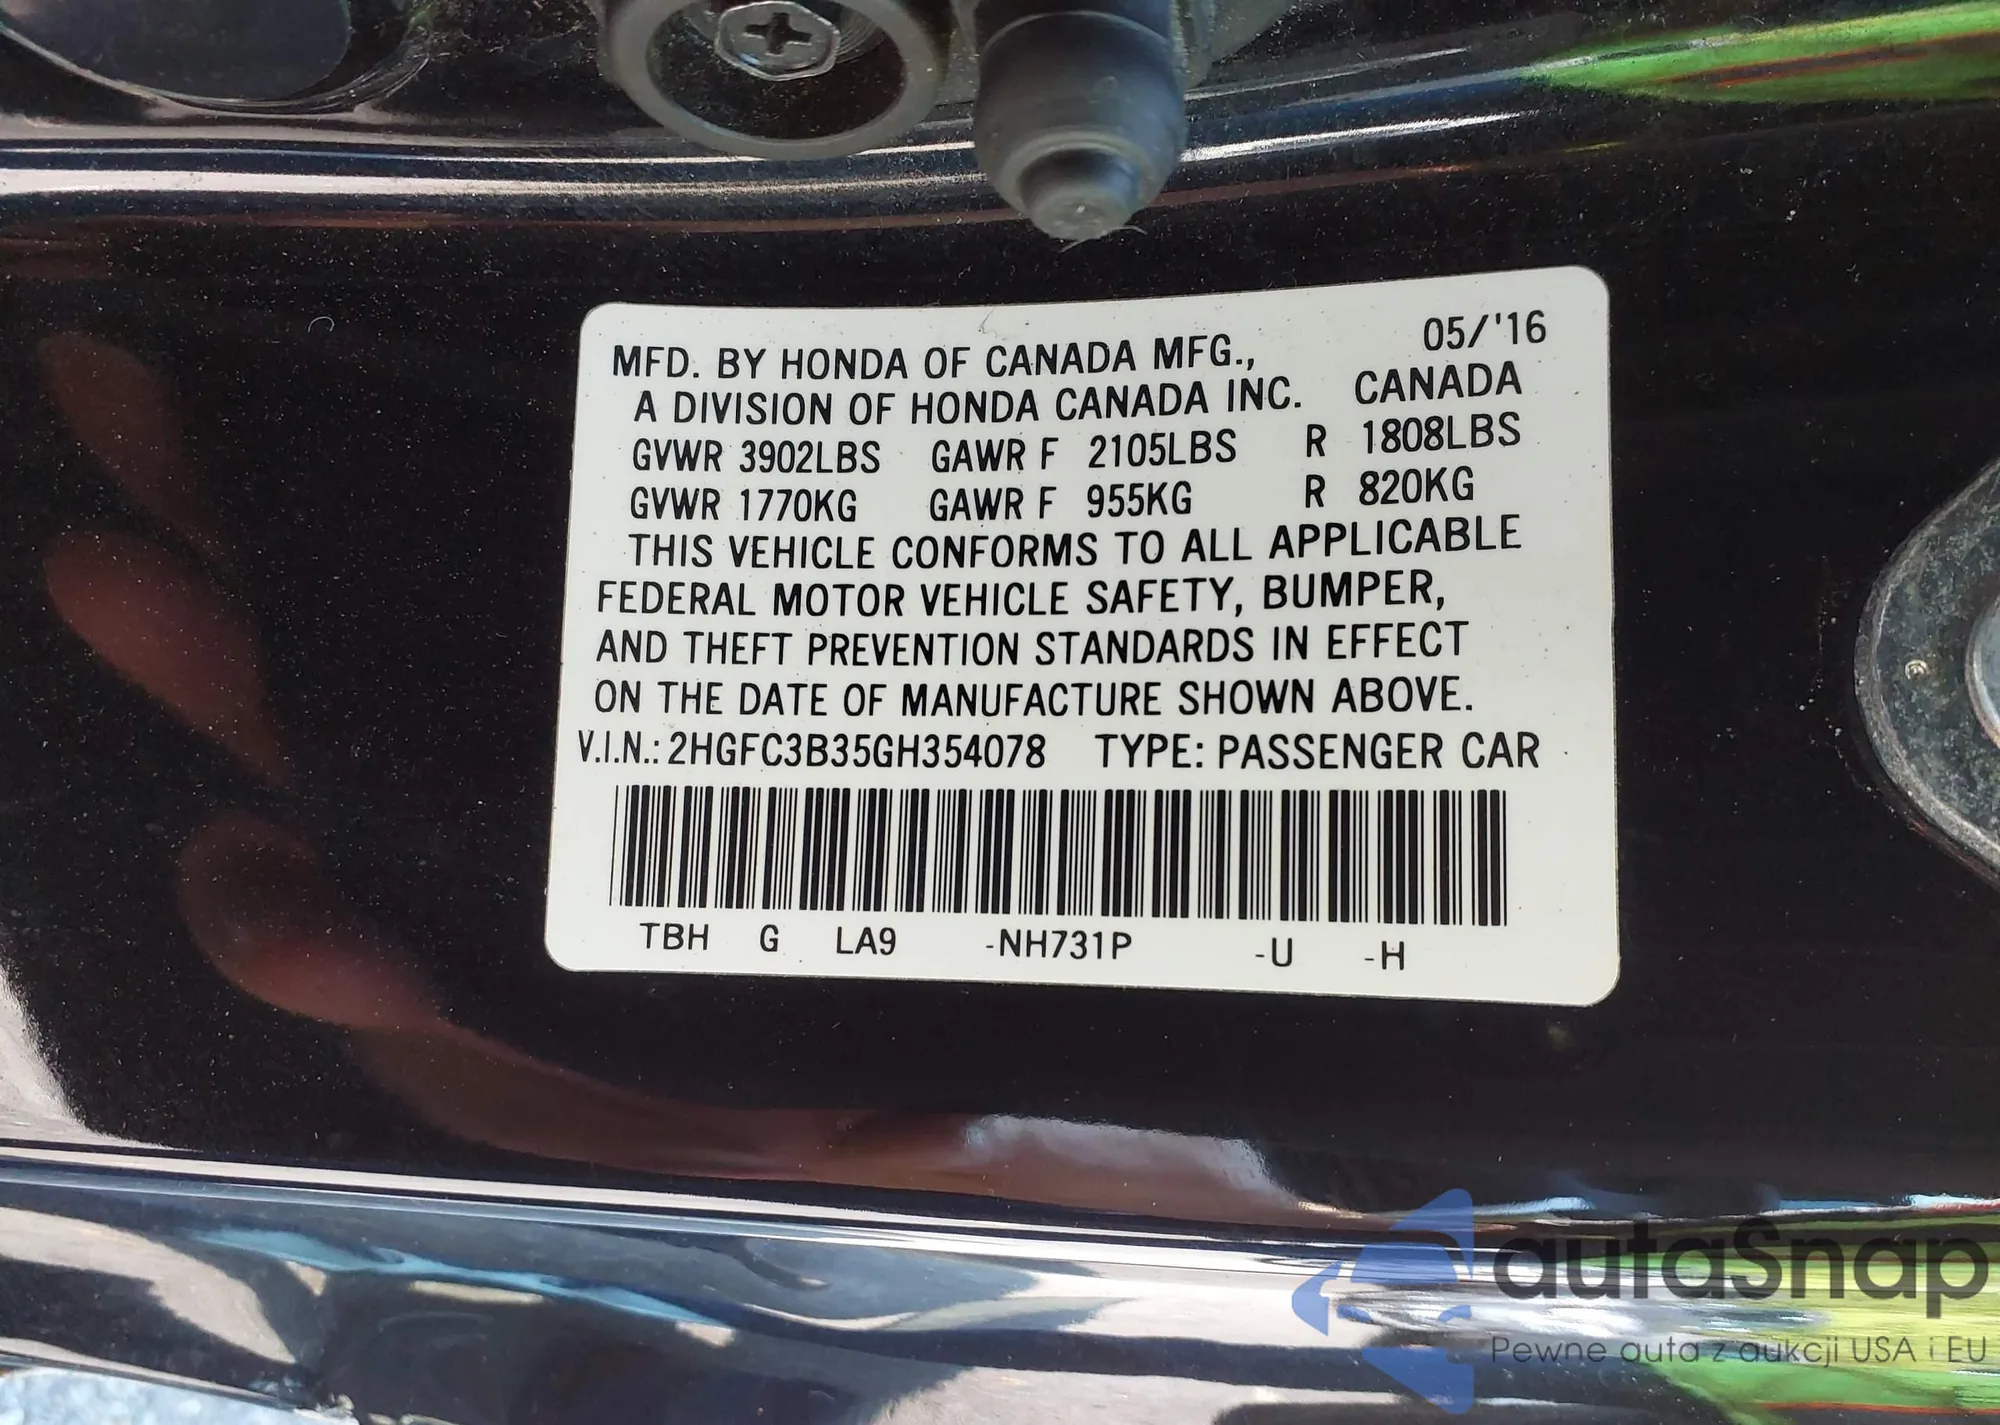 05/'16
MFD. BY HONDA OF CANADA MFG.,
A DIVISION OF HONDA CANADA INC. CANADA
GVWR 3902LBS GAWR F 2105LBS R 1808LBS
GVWR 1770KG GAWR F 955KG R 820KG
THIS VEHICLE CONFORMS TO ALL APPLICABLE
FEDERAL MOTOR VEHICLE SAFETY, BUMPER,
AND THEFT PREVENTION STANDARDS IN EFFECT
ON THE DATE OF MANUFACTURE SHOWN ABOVE.
V.I.N.: 2HGFC3B35GH354078 TYPE: PASSENGER CAR
TBH G LA9 -NH731P -U -H
autaSnap
Pewne auta z aukcji USA i EU